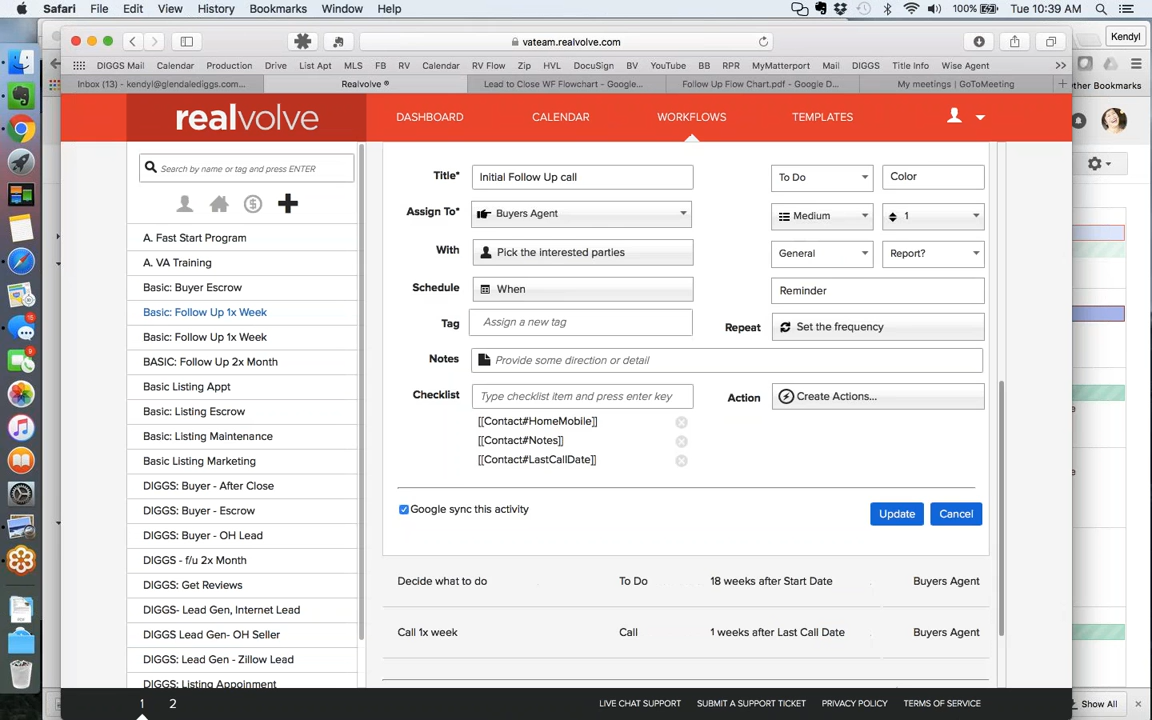 Safari File Edit View History Bookmarks Window Help 100% Tue 10:39 AM
vateam.realvolve.com
Kendyl
DIGGS Mail Calendar Production Drive List Apt MLS FB RV Calendar RV Flow Zip HVL DocuSign BV BB RPR MyMatterport Mail DIGGS Title Info Wise Agent >>
ther Bookmarks
Inbox (13) - kendyl@glendalediggs.com... Realvolve ® Lead to Close WF Flowchart - Google... Follow Up Flow Chart.pdf - Google D... My meetings | GoToMeeting
realvolve DASHBOARD CALENDAR WORKFLOWS TEMPLATES
Search by name or tag and press ENTER
A. Fast Start Program
A. VA Training
Basic: Buyer Escrow
Basic: Follow Up 1x Week
Basic: Follow Up 1x Week
BASIC: Follow Up 2x Month
Basic Listing Appt
Basic: Listing Escrow
Basic: Listing Maintenance
Basic Listing Marketing
DIGGS: Buyer - After Close
DIGGS: Buyer - Escrow
DIGGS: Buyer - OH Lead
DIGGS - f/u 2x Month
DIGGS: Get Reviews
DIGGS- Lead Gen, Internet Lead
DIGGS Lead Gen- OH Seller
DIGGS: Lead Gen - Zillow Lead
DIGGS: Listing Appoinment
1 2
Title* Initial Follow Up call To Do Color
Assign To* Buyers Agent Medium 1
With Pick the interested parties General Report?
Schedule When Reminder
Tag Assign a new tag Repeat Set the frequency
Notes Provide some direction or detail
Checklist Type checklist item and press enter key Action Create Actions...
[[Contact#HomeMobile]]
[[Contact#Notes]]
[[Contact#LastCallDate]]
Google sync this activity Update Cancel
Decide what to do To Do 18 weeks after Start Date Buyers Agent
Call 1x week Call 1 weeks after Last Call Date Buyers Agent
LIVE CHAT SUPPORT SUBMIT A SUPPORT TICKET PRIVACY POLICY TERMS OF SERVICE
Show All